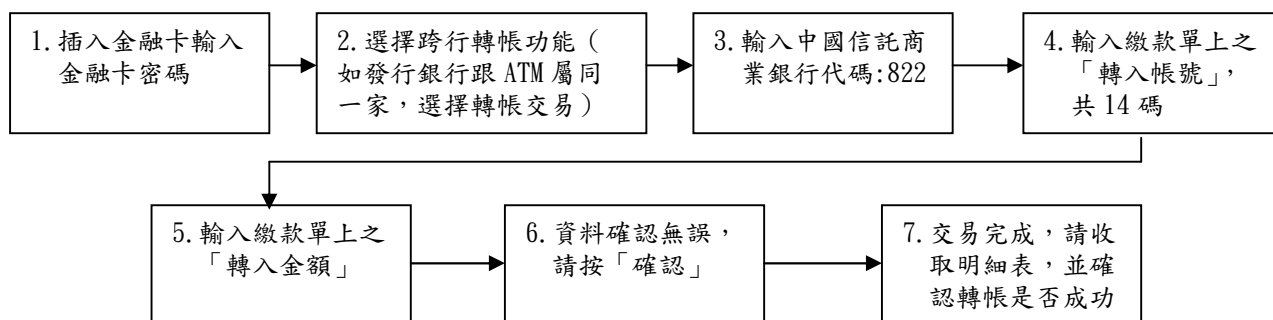 1.插入金融卡輸入
金融卡密碼
2.選擇跨行轉帳功能（
如發行銀行跟 ATM 屬同
一家，選擇轉帳交易）
3.輸入中國信託商
業銀行代碼:822
4.輸入繳款單上之
「轉入帳號」，
共 14 碼
5.輸入繳款單上之
「轉入金額」
6.資料確認無誤，
請按「確認」
7.交易完成，請收
取明細表，並確
認轉帳是否成功